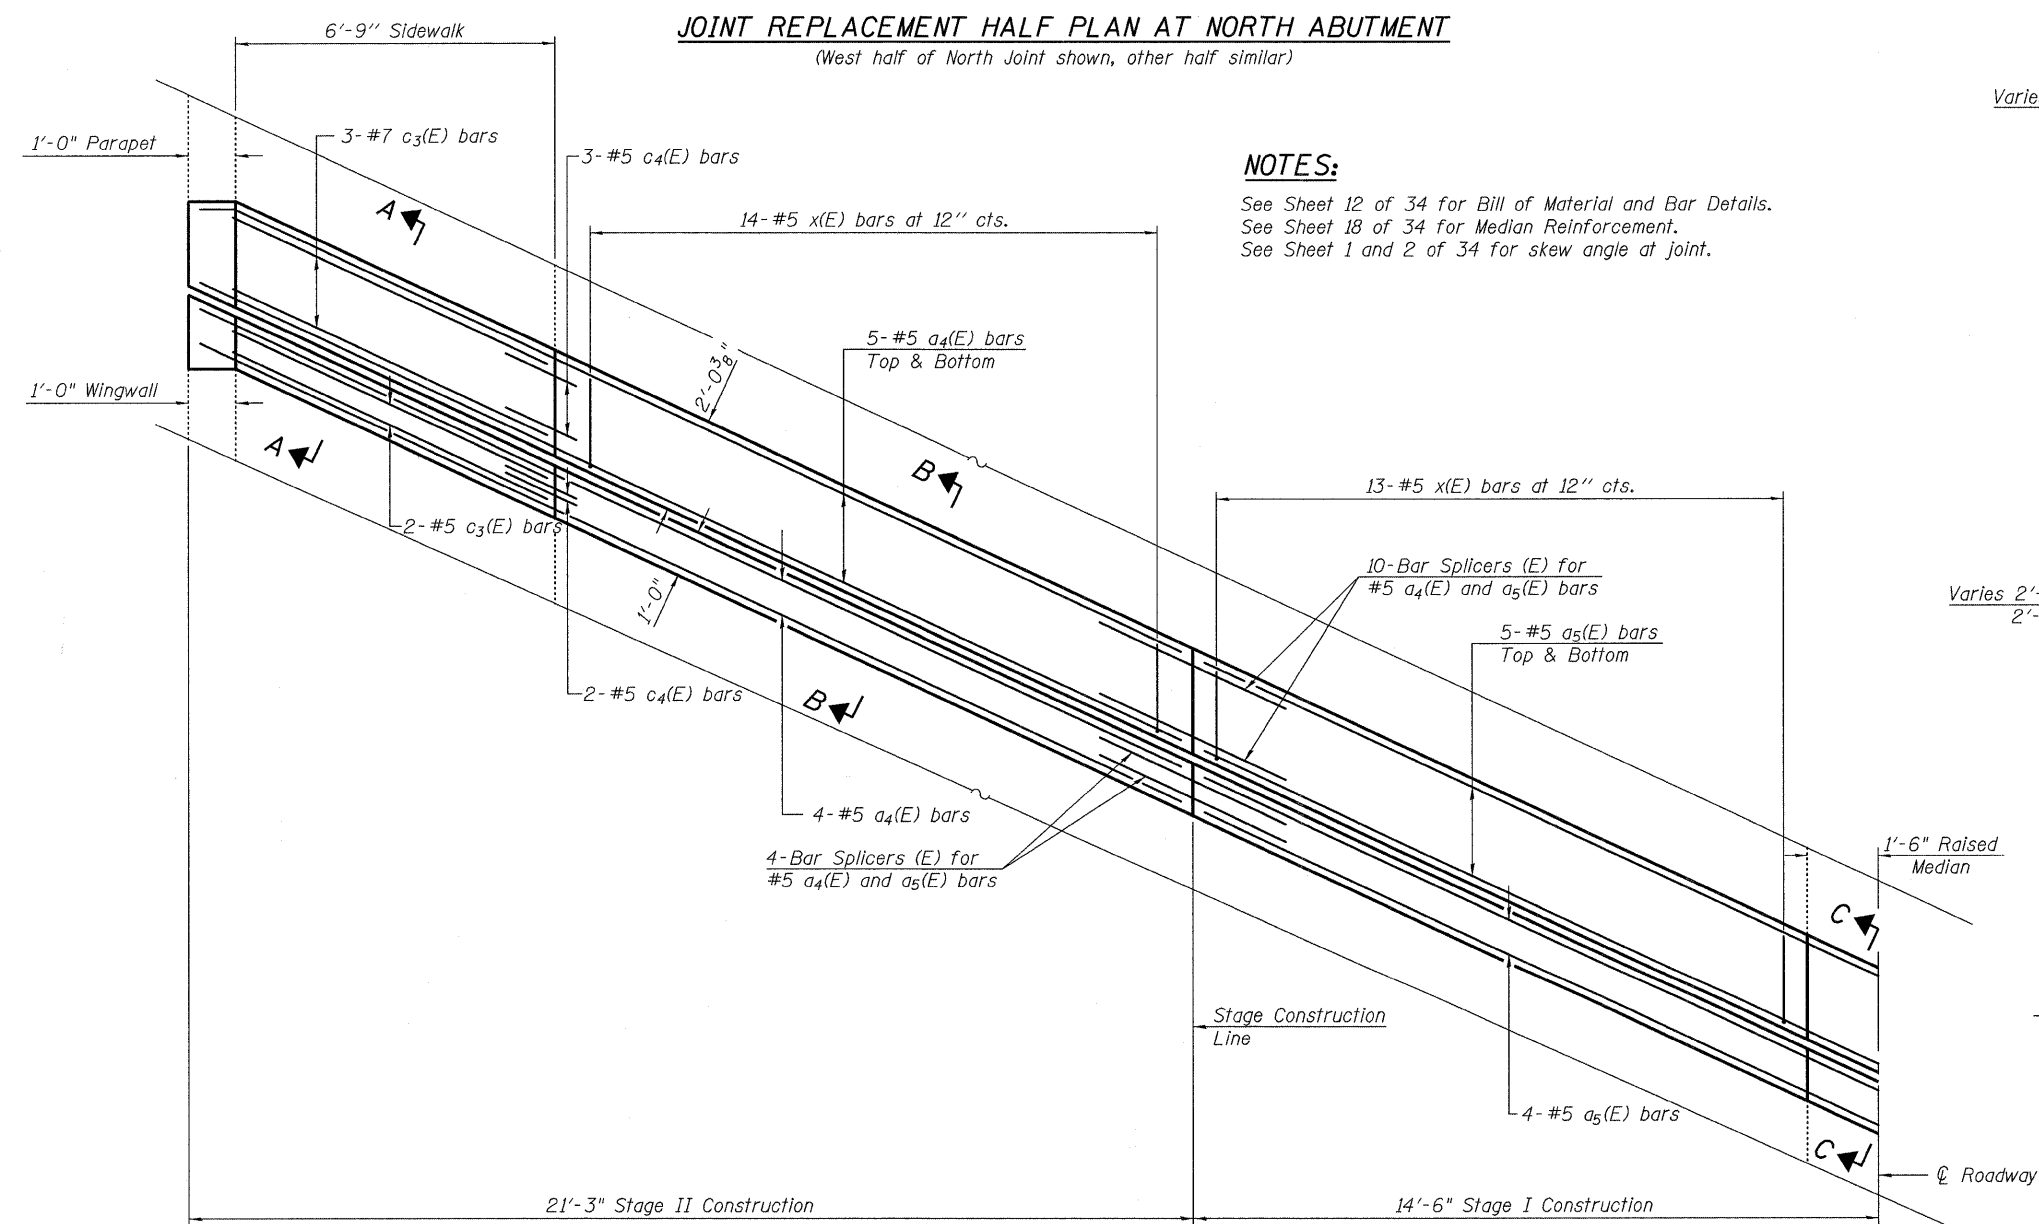 JOINT REPLACEMENT HALF PLAN AT NORTH ABUTMENT
(West half of North Joint shown, other half similar)
6'-9" Sidewalk
Varie
1'-0" Parapet
3-#7 c3(E) bars
3-#5 c4(E) bars
NOTES:
See Sheet 12 of 34 for Bill of Material and Bar Details.
See Sheet 18 of 34 for Median Reinforcement.
See Sheet 1 and 2 of 34 for skew angle at joint.
A
14-#5 x(E) bars at 12" cts.
5-#5 a4(E) bars
Top & Bottom
2'-0 3/8"
1'-0" Wingwall
A
B
13-#5 x(E) bars at 12" cts.
2-#5 c3(E) bars
10-Bar Splicers (E) for
#5 a4(E) and a5(E) bars
1'-0"
Varies 2'-
2'-
5-#5 a5(E) bars
Top & Bottom
2-#5 c4(E) bars
B
4-#5 a4(E) bars
4-Bar Splicers (E) for
#5 a4(E) and a5(E) bars
1'-6" Raised
Median
C
Stage Construction
Line
4-#5 a5(E) bars
C
℄ Roadway
21'-3" Stage II Construction
14'-6" Stage I Construction